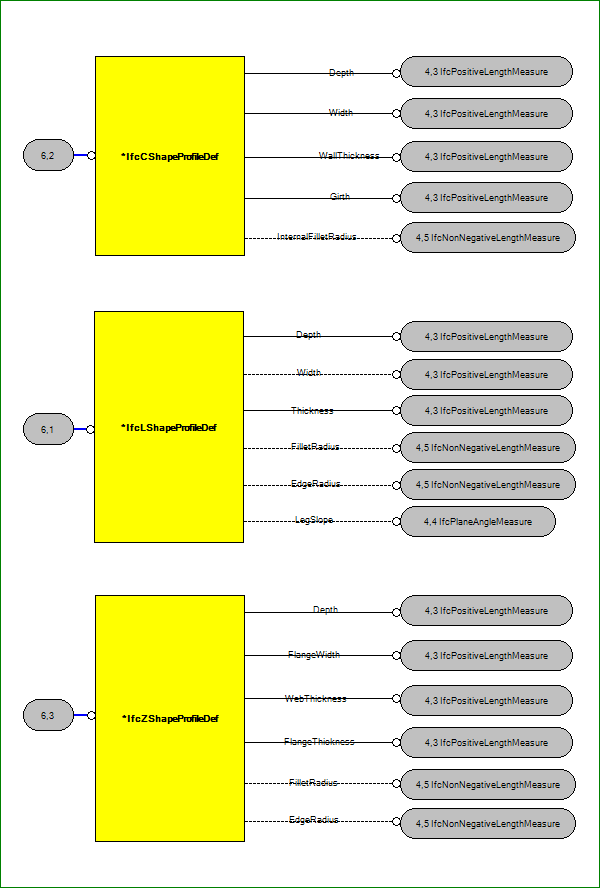 Depth
4,3 IfcPositiveLengthMeasure
Width
4,3 IfcPositiveLengthMeasure
6,2
*IfcCShapeProfileDef
WallThickness
4,3 IfcPositiveLengthMeasure
Girth
4,3 IfcPositiveLengthMeasure
InternalFilletRadius
4,5 IfcNonNegativeLengthMeasure
Depth
4,3 IfcPositiveLengthMeasure
Width
4,3 IfcPositiveLengthMeasure
Thickness
4,3 IfcPositiveLengthMeasure
6,1
*IfcLShapeProfileDef
FilletRadius
4,5 IfcNonNegativeLengthMeasure
EdgeRadius
4,5 IfcNonNegativeLengthMeasure
LegSlope
4,4 IfcPlaneAngleMeasure
Depth
4,3 IfcPositiveLengthMeasure
FlangeWidth
4,3 IfcPositiveLengthMeasure
WebThickness
4,3 IfcPositiveLengthMeasure
6,3
*IfcZShapeProfileDef
FlangeThickness
4,3 IfcPositiveLengthMeasure
FilletRadius
4,5 IfcNonNegativeLengthMeasure
EdgeRadius
4,5 IfcNonNegativeLengthMeasure